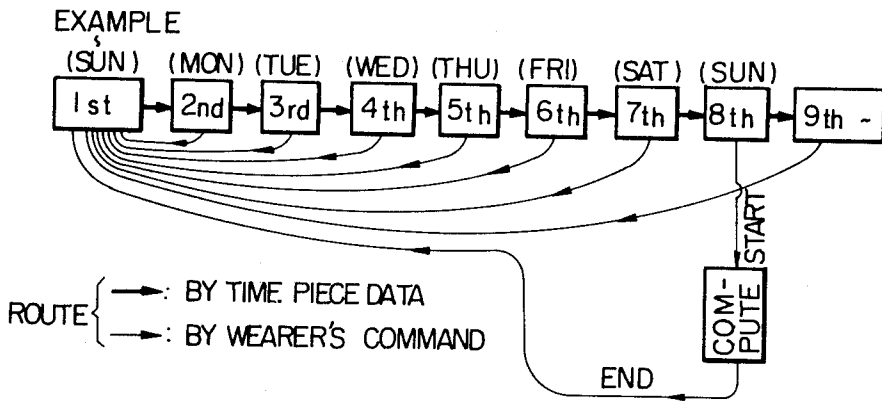 EXAMPLE
(SUN) (MON) (TUE) (WED) (THU) (FRI) (SAT) (SUN)
1st 2nd 3rd 4th 5th 6th 7th 8th 9th ~
START
COM-
PUTE
ROUTE
: BY TIME PIECE DATA
: BY WEARER'S COMMAND
END